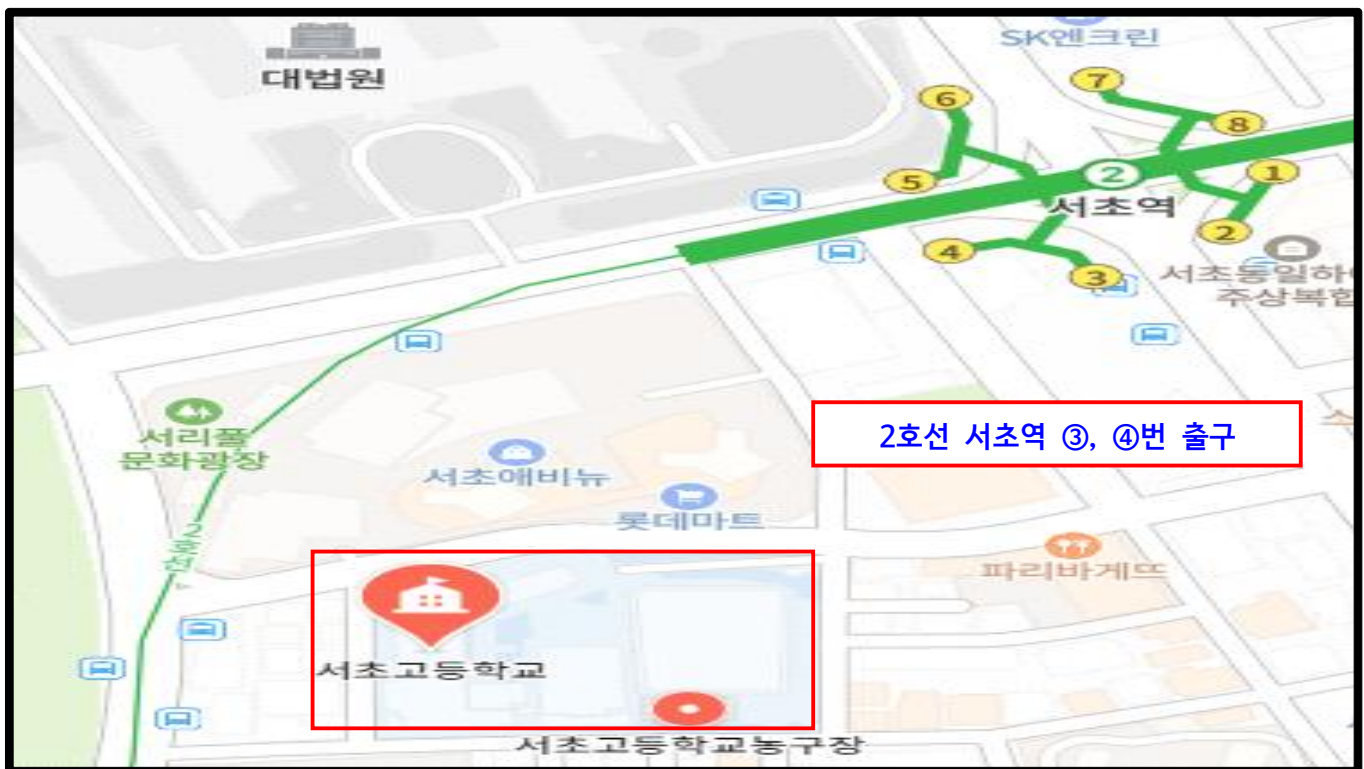 SK엔크린
대법원
7
6
8
2
1
5
서초역
2
4
3
서초동일하이
주상복합
서리풀
문화광장
2호선 서초역 ③, ④번 출구
서초애비뉴
롯데마트
2호선
파리바게뜨
서초고등학교
서초고등학교농구장